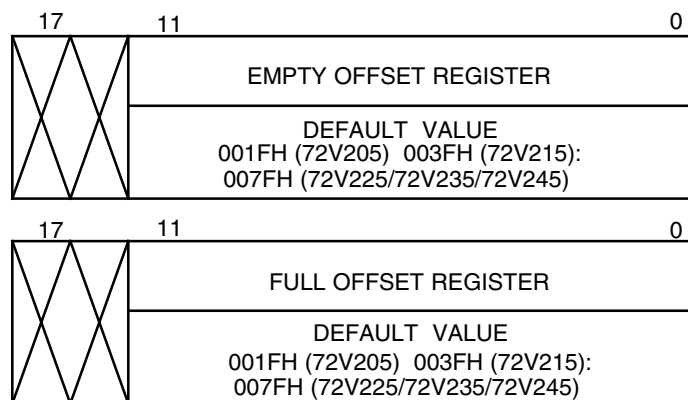 17 11 0
EMPTY OFFSET REGISTER
DEFAULT VALUE
001FH (72V205) 003FH (72V215):
007FH (72V225/72V235/72V245)
17 11 0
FULL OFFSET REGISTER
DEFAULT VALUE
001FH (72V205) 003FH (72V215):
007FH (72V225/72V235/72V245)